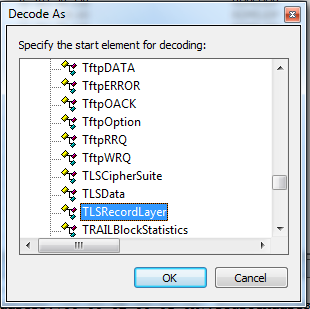 Decode As
Specify the start element for decoding:
TftpDATA
TftpERROR
TftpOACK
TftpOption
TftpRRQ
TftpWRQ
TLSCipherSuite
TLSData
TLSRecordLayer
TRAILBlockStatistics
OK Cancel